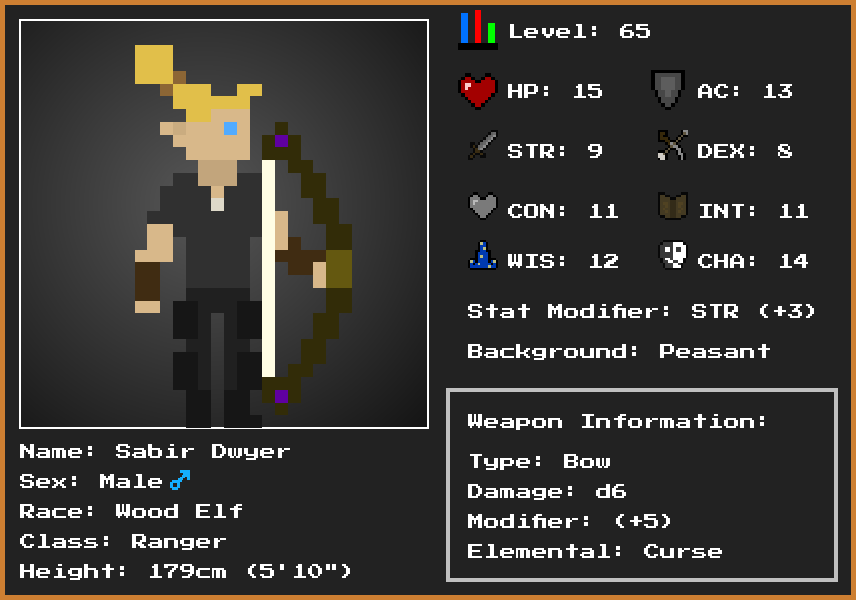 Level: 65
HP: 15 AC: 13
STR: 9 DEX: 8
CON: 11 INT: 11
WIS: 12 CHA: 14
Stat Modifier: STR (+3)
Background: Peasant
Weapon Information:
Type: Bow
Damage: d6
Modifier: (+5)
Elemental: Curse
Name: Sabir Dwyer
Sex: Male ♂
Race: Wood Elf
Class: Ranger
Height: 179cm (5'10")